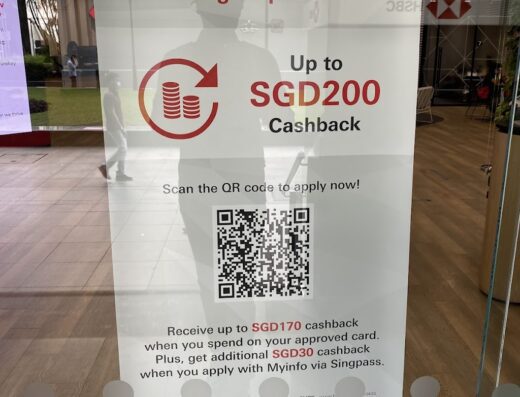 Up to
SGD200
Cashback
HSBC
Scan the QR code to apply now!
Receive up to SGD170 cashback
when you spend on your approved card.
Plus, get additional SGD30 cashback
when you apply with Myinfo via Singpass.